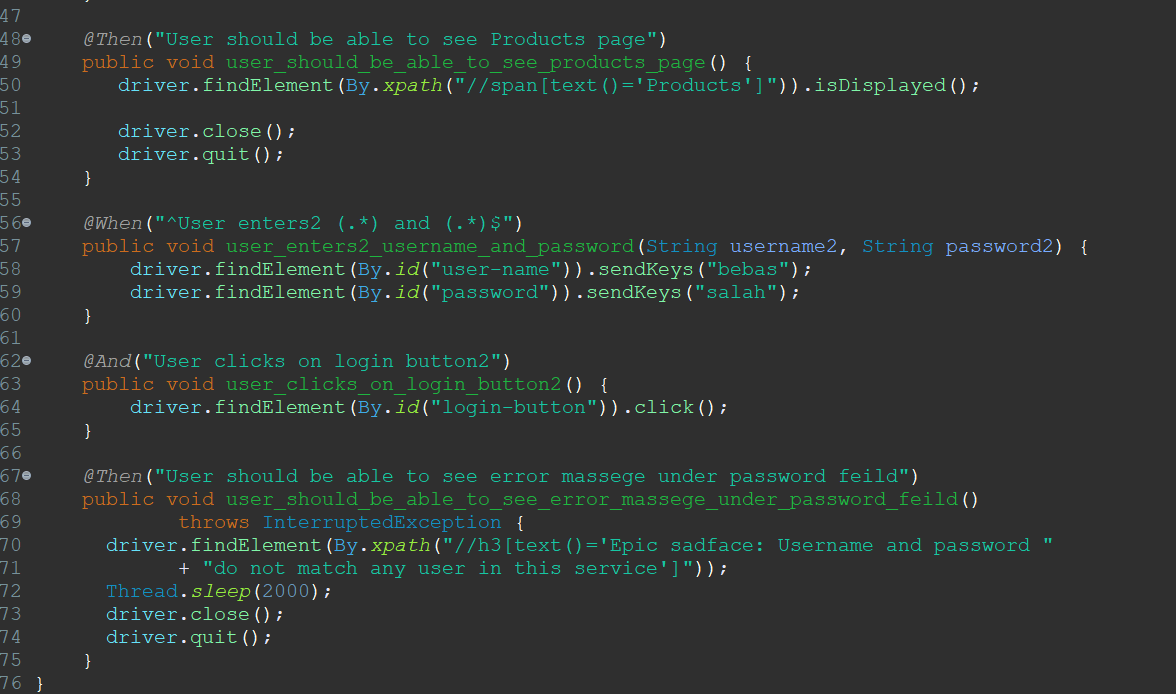 47
48 @Then("User should be able to see Products page")
49 public void user_should_be_able_to_see_products_page() {
50 driver.findElement(By.xpath("//span[text()='Products']")).isDisplayed();
51
52 driver.close();
53 driver.quit();
54 }
55
56 @When("^User enters2 (.*) and (.*)$")
57 public void user_enters2_username_and_password(String username2, String password2) {
58 driver.findElement(By.id("user-name")).sendKeys("bebas");
59 driver.findElement(By.id("password")).sendKeys("salah");
60 }
61
62 @And("User clicks on login button2")
63 public void user_clicks_on_login_button2() {
64 driver.findElement(By.id("login-button")).click();
65 }
66
67 @Then("User should be able to see error massege under password feild")
68 public void user_should_be_able_to_see_error_massege_under_password_feild()
69 throws InterruptedException {
70 driver.findElement(By.xpath("//h3[text()='Epic sadface: Username and password "
71 + "do not match any user in this service']"));
72 Thread.sleep(2000);
73 driver.close();
74 driver.quit();
75 }
76 }